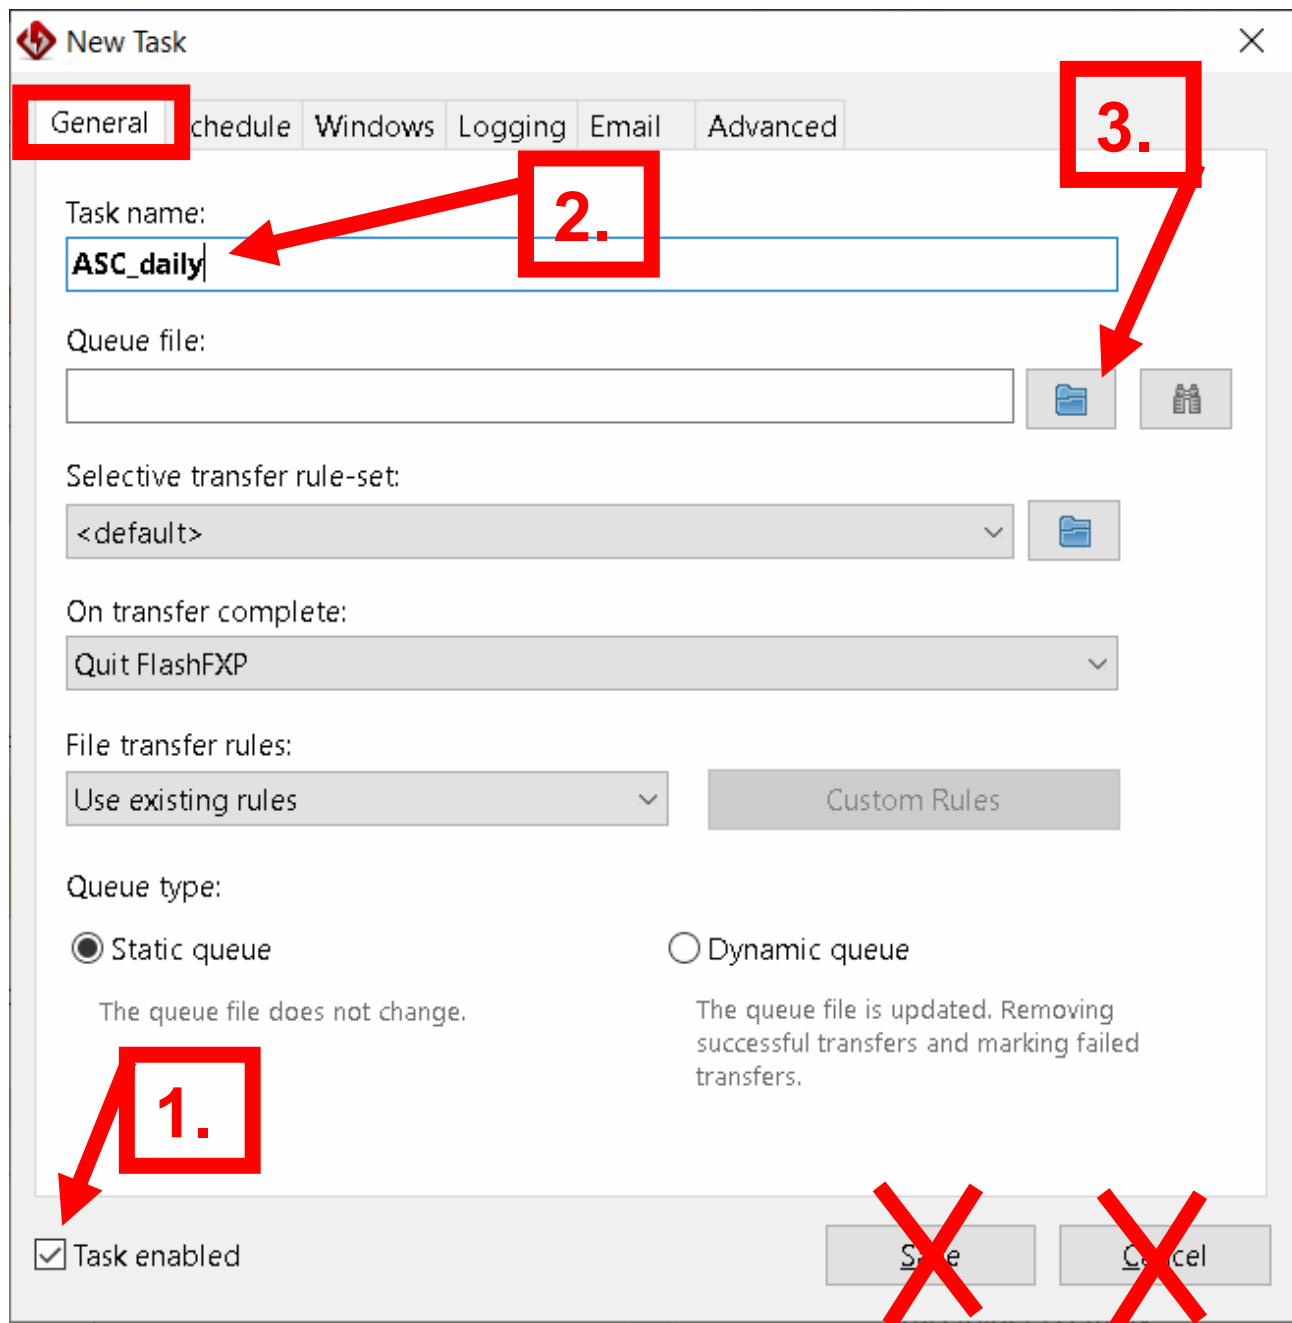 New Task
General chedule Windows Logging Email Advanced
3.
Task name:
2.
ASC_daily
Queue file:
Selective transfer rule-set:
<default>
On transfer complete:
Quit FlashFXP
File transfer rules:
Use existing rules
Custom Rules
Queue type:
Static queue
Dynamic queue
The queue file does not change.
The queue file is updated. Removing
successful transfers and marking failed
transfers.
1.
Task enabled